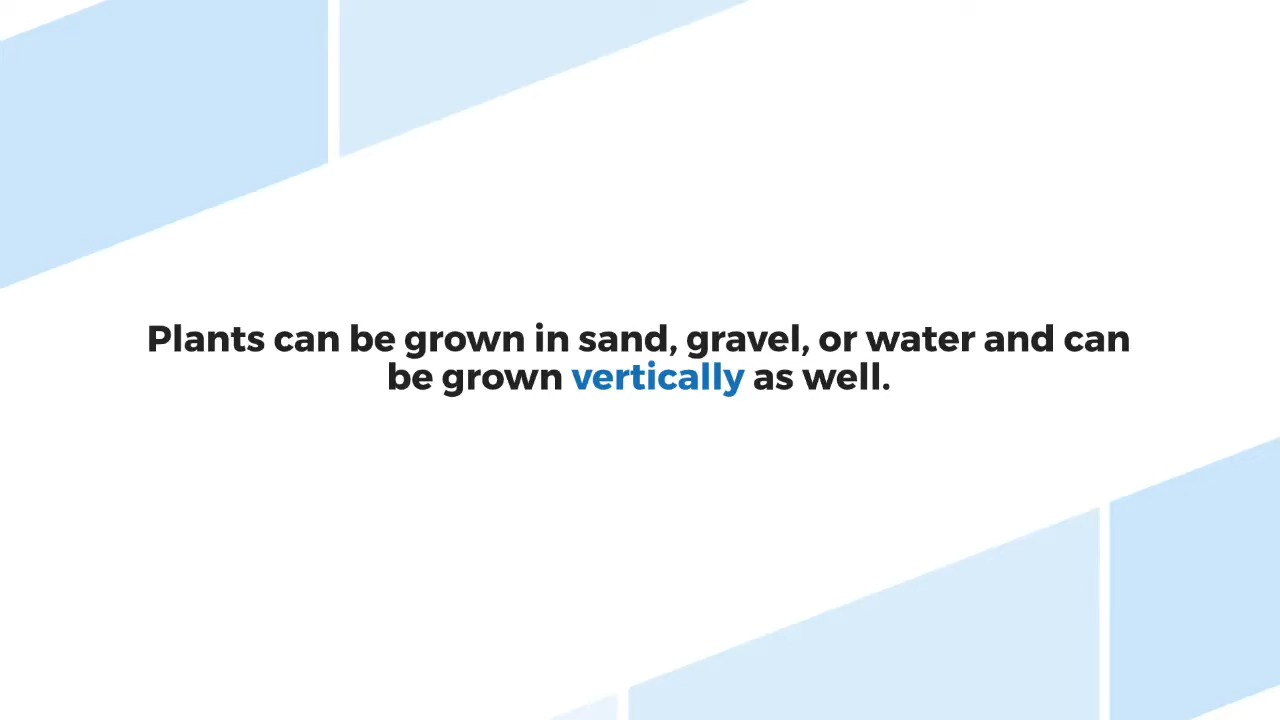 Plants can be grown in sand, gravel, or water and can
be grown vertically as well.